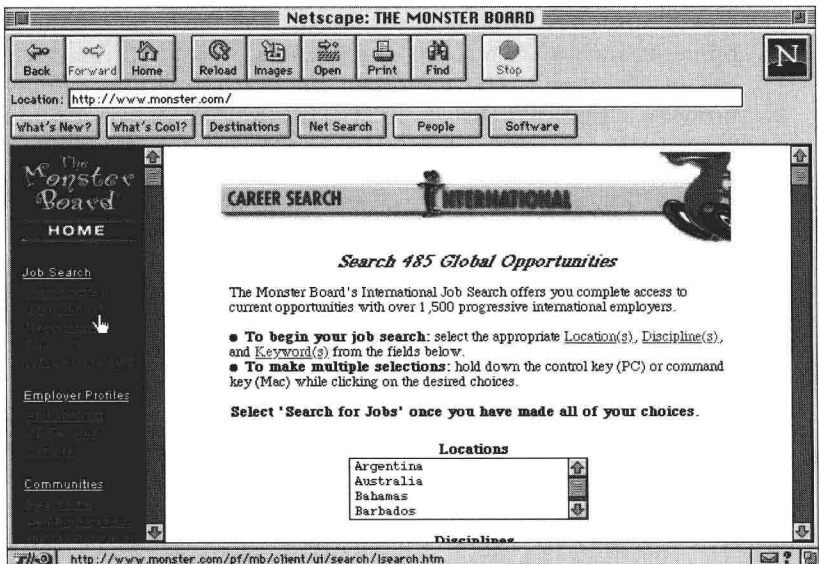 Netscape: THE MONSTER BOARD
Back Forward Home Reload Images Open Print Find Stop
N
Location: http://www.monster.com/
What's New? What's Cool? Destinations Net Search People Software
The
Monster
Board
HOME
Job Search
Employer Profiles
Communities
CAREER SEARCH INTERNATIONAL
Search 485 Global Opportunities
The Monster Board's International Job Search offers you complete access to
current opportunities with over 1,500 progressive international employers.
● To begin your job search: select the appropriate Location(s), Discipline(s),
and Keyword(s) from the fields below.
● To make multiple selections: hold down the control key (PC) or command
key (Mac) while clicking on the desired choices.
Select 'Search for Jobs' once you have made all of your choices.
Locations
Argentina
Australia
Bahamas
Barbados
Disciplines
http://www.monster.com/pf/mb/client/ui/search/isearch.htm
?